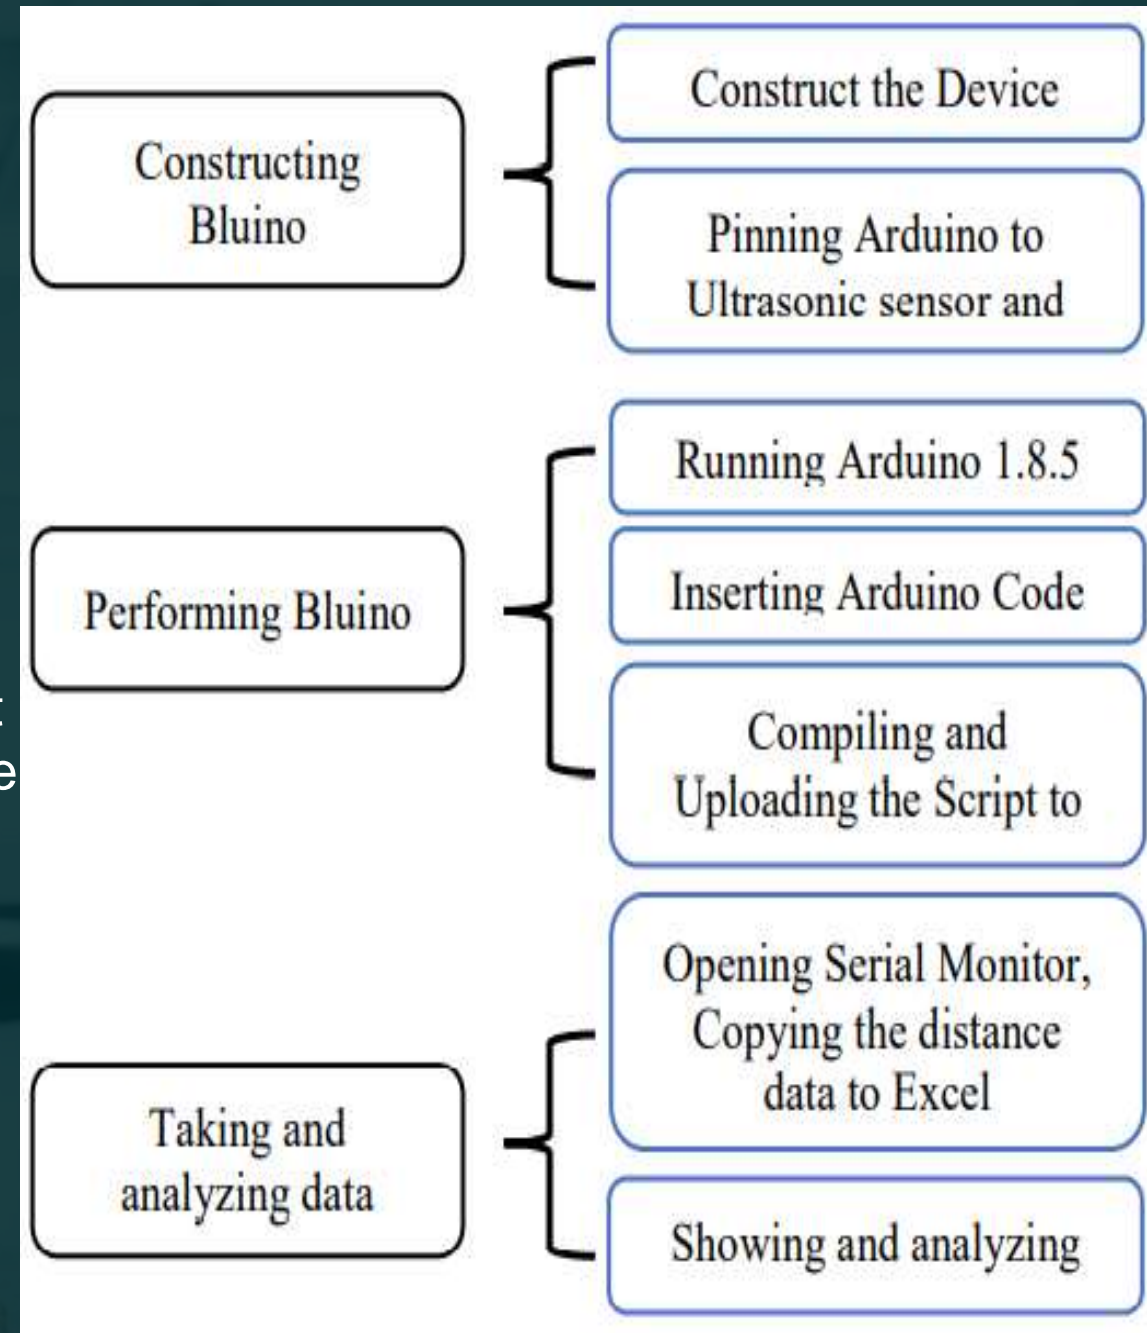 Constructing
Bluino
Construct the Device
Pinning Arduino to
Ultrasonic sensor and
Performing Bluino
Running Arduino 1.8.5
Inserting Arduino Code
Compiling and
Uploading the Script to
Taking and
analyzing data
Opening Serial Monitor,
Copying the distance
data to Excel
Showing and analyzing